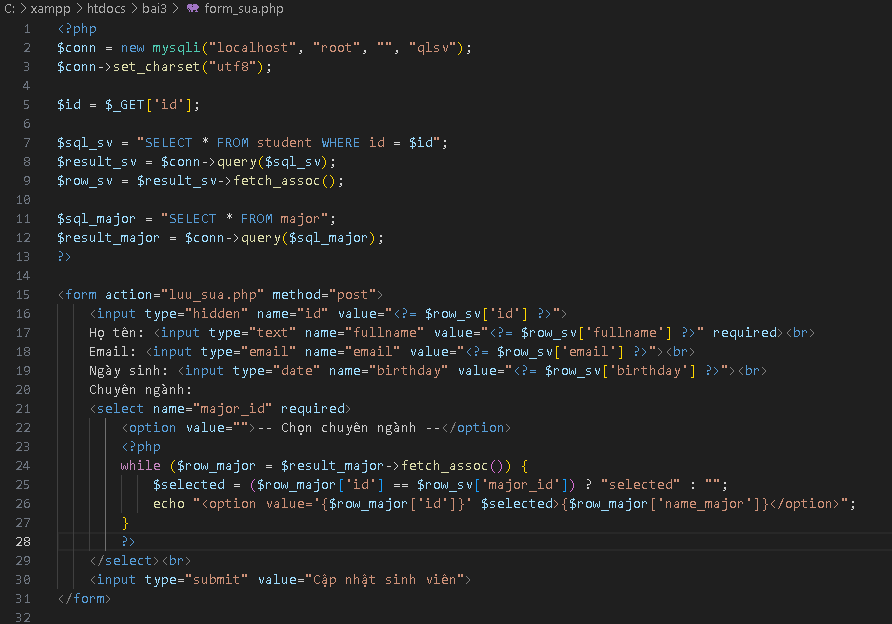 C: > xampp > htdocs > bai3 > form_sua.php
1 <?php
2 $conn = new mysqli("localhost", "root", "", "qlsv");
3 $conn->set_charset("utf8");
4
5 $id = $_GET['id'];
6
7 $sql_sv = "SELECT * FROM student WHERE id = $id";
8 $result_sv = $conn->query($sql_sv);
9 $row_sv = $result_sv->fetch_assoc();
10
11 $sql_major = "SELECT * FROM major";
12 $result_major = $conn->query($sql_major);
13 ?>
14
15 <form action="luu_sua.php" method="post">
16     <input type="hidden" name="id" value="<?= $row_sv['id'] ?>">
17     Họ tên: <input type="text" name="fullname" value="<?= $row_sv['fullname'] ?>" required><br>
18     Email: <input type="email" name="email" value="<?= $row_sv['email'] ?>"><br>
19     Ngày sinh: <input type="date" name="birthday" value="<?= $row_sv['birthday'] ?>"><br>
20     Chuyên ngành:
21     <select name="major_id" required>
22         <option value="">-- Chọn chuyên ngành --</option>
23         <?php
24         while ($row_major = $result_major->fetch_assoc()) {
25             $selected = ($row_major['id'] == $row_sv['major_id']) ? "selected" : "";
26             echo "<option value='{$row_major['id']}' $selected>{$row_major['name_major']}</option>";
27         }
28         ?>
29     </select><br>
30     <input type="submit" value="Cập nhật sinh viên">
31 </form>
32